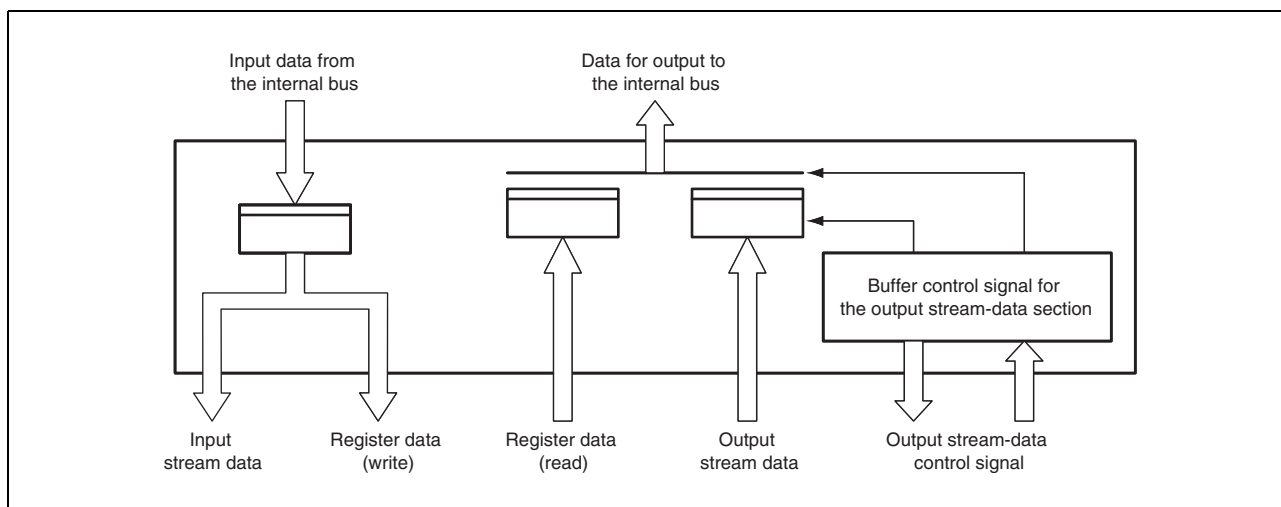 Input data from
the internal bus
Data for output to
the internal bus
Buffer control signal for
the output stream-data section
Input
stream data
Register data
(write)
Register data
(read)
Output
stream data
Output stream-data
control signal